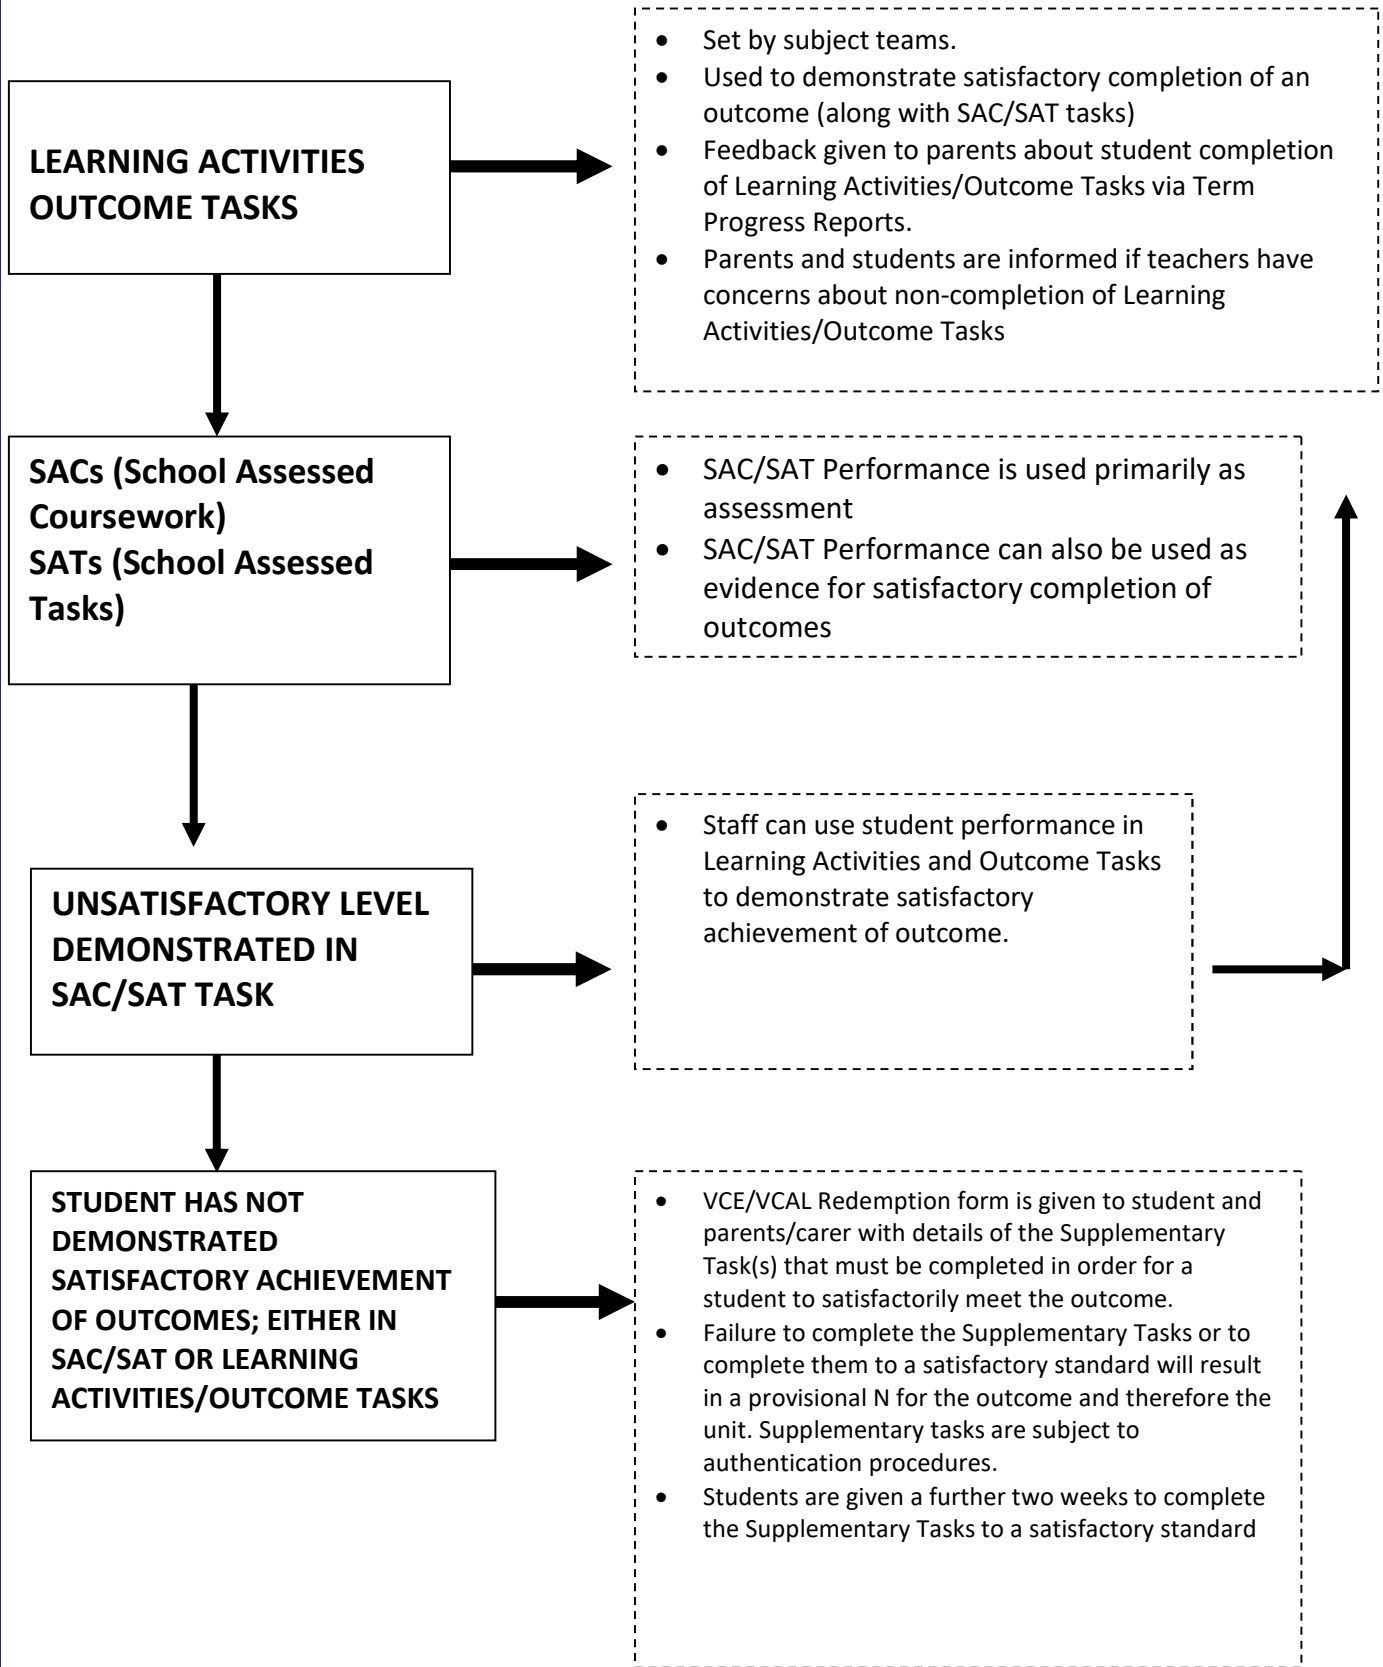 LEARNING ACTIVITIES
OUTCOME TASKS
• Set by subject teams.
• Used to demonstrate satisfactory completion of an
outcome (along with SAC/SAT tasks)
• Feedback given to parents about student completion
of Learning Activities/Outcome Tasks via Term
Progress Reports.
• Parents and students are informed if teachers have
concerns about non-completion of Learning
Activities/Outcome Tasks
SACs (School Assessed
Coursework)
SATs (School Assessed
Tasks)
• SAC/SAT Performance is used primarily as
assessment
• SAC/SAT Performance can also be used as
evidence for satisfactory completion of
outcomes
UNSATISFACTORY LEVEL
DEMONSTRATED IN
SAC/SAT TASK
• Staff can use student performance in
Learning Activities and Outcome Tasks
to demonstrate satisfactory
achievement of outcome.
STUDENT HAS NOT
DEMONSTRATED
SATISFACTORY ACHIEVEMENT
OF OUTCOMES; EITHER IN
SAC/SAT OR LEARNING
ACTIVITIES/OUTCOME TASKS
• VCE/VCAL Redemption form is given to student and
parents/carer with details of the Supplementary
Task(s) that must be completed in order for a
student to satisfactorily meet the outcome.
• Failure to complete the Supplementary Tasks or to
complete them to a satisfactory standard will result
in a provisional N for the outcome and therefore the
unit. Supplementary tasks are subject to
authentication procedures.
• Students are given a further two weeks to complete
the Supplementary Tasks to a satisfactory standard